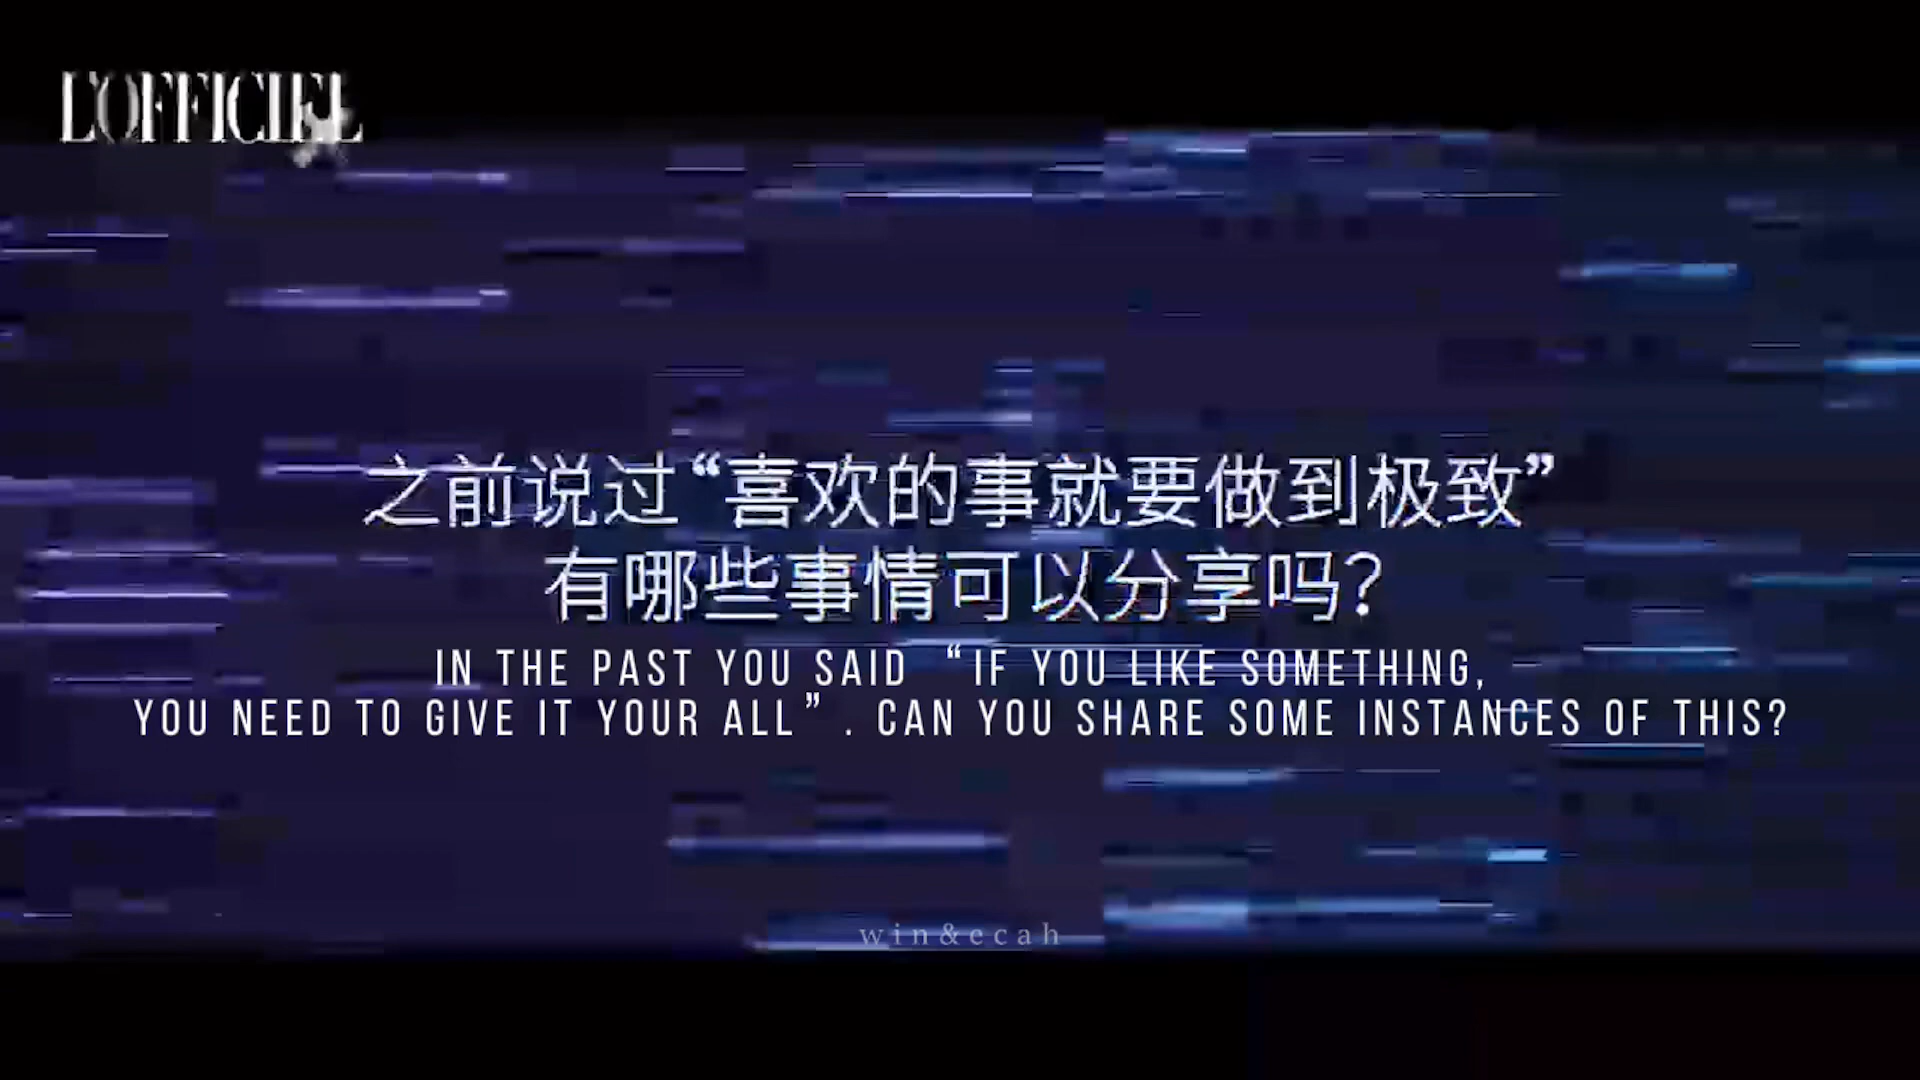 L'OFFICIEL
之前说过“喜欢的事就要做到极致”
有哪些事情可以分享吗?
IN THE PAST YOU SAID “IF YOU LIKE SOMETHING,
YOU NEED TO GIVE IT YOUR ALL”. CAN YOU SHARE SOME INSTANCES OF THIS?
win&ecah